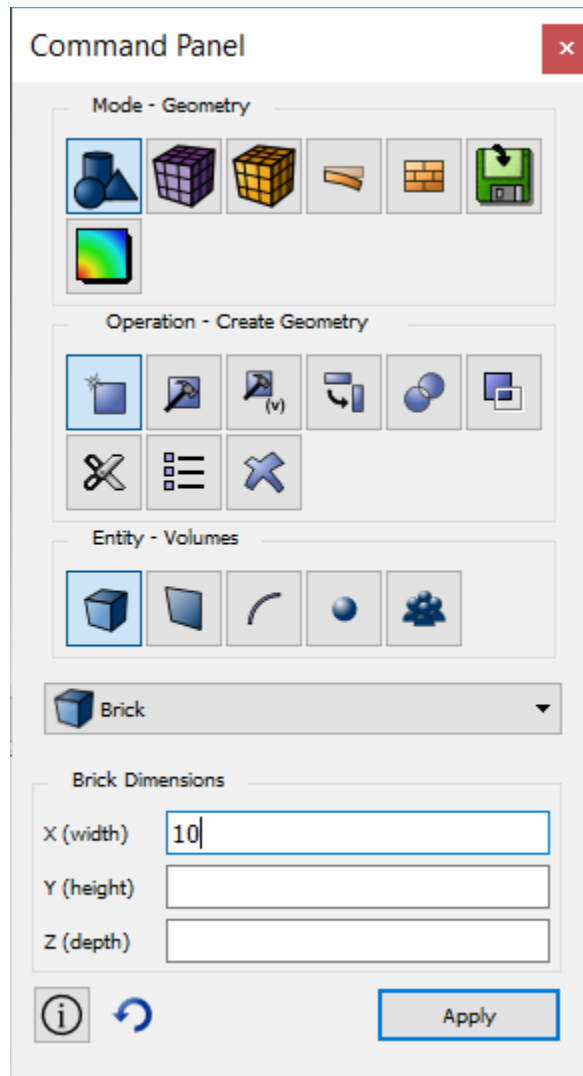 Command Panel
Mode - Geometry
Operation - Create Geometry
(v)
Entity - Volumes
Brick
Brick Dimensions
X (width) 10
Y (height)
Z (depth)
Apply